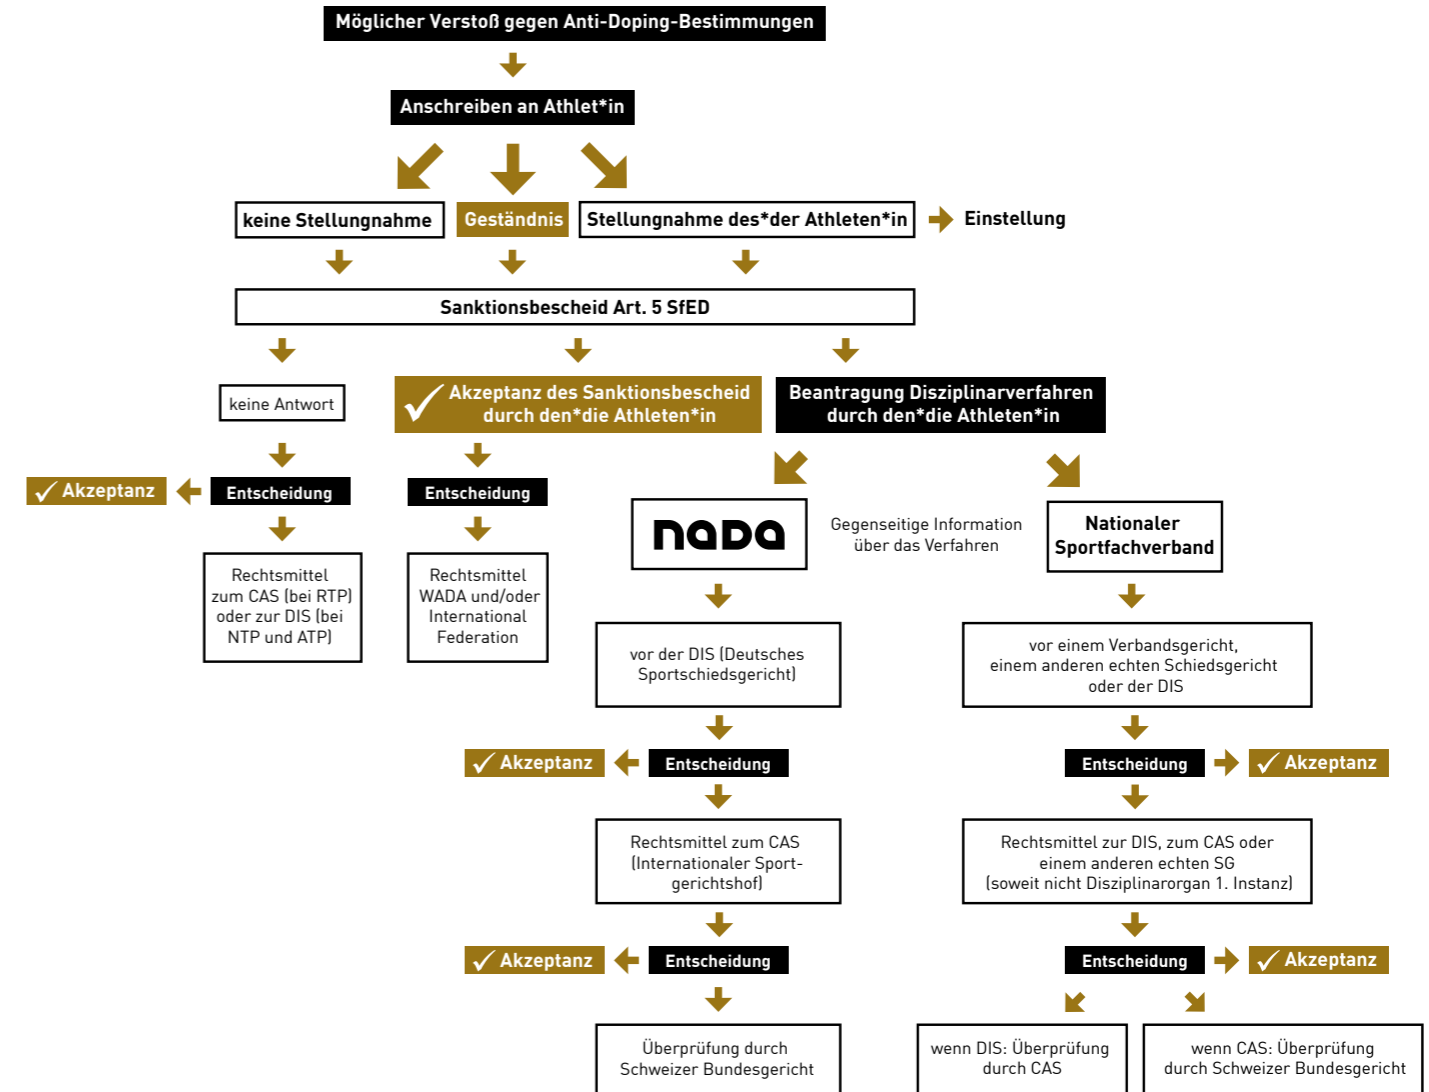 Möglicher Verstoß gegen Anti-Doping-Bestimmungen
Anschreiben an Athlet*in
keine Stellungnahme
Geständnis
Stellungnahme des*der Athleten*in
Einstellung
Sanktionsbescheid Art. 5 SfED
keine Antwort
Akzeptanz des Sanktionsbescheid
durch den*die Athleten*in
Beantragung Disziplinarverfahren
durch den*die Athleten*in
Akzeptanz
Entscheidung
Entscheidung
Rechtsmittel
zum CAS (bei RTP)
oder zur DIS (bei
NTP und ATP)
Rechtsmittel
WADA und/oder
International
Federation
NADA
Gegenseitige Information
über das Verfahren
Nationaler
Sportfachverband
vor der DIS (Deutsches
Sportschiedsgericht)
vor einem Verbandsgericht,
einem anderen echten Schiedsgericht
oder der DIS
Akzeptanz
Entscheidung
Entscheidung
Akzeptanz
Rechtsmittel zum CAS
(Internationaler Sport-
gerichtshof)
Rechtsmittel zur DIS, zum CAS oder
einem anderen echten SG
(soweit nicht Disziplinarorgan 1. Instanz)
Akzeptanz
Entscheidung
Entscheidung
Akzeptanz
Überprüfung durch
Schweizer Bundesgericht
wenn DIS: Überprüfung
durch CAS
wenn CAS: Überprüfung
durch Schweizer Bundesgericht